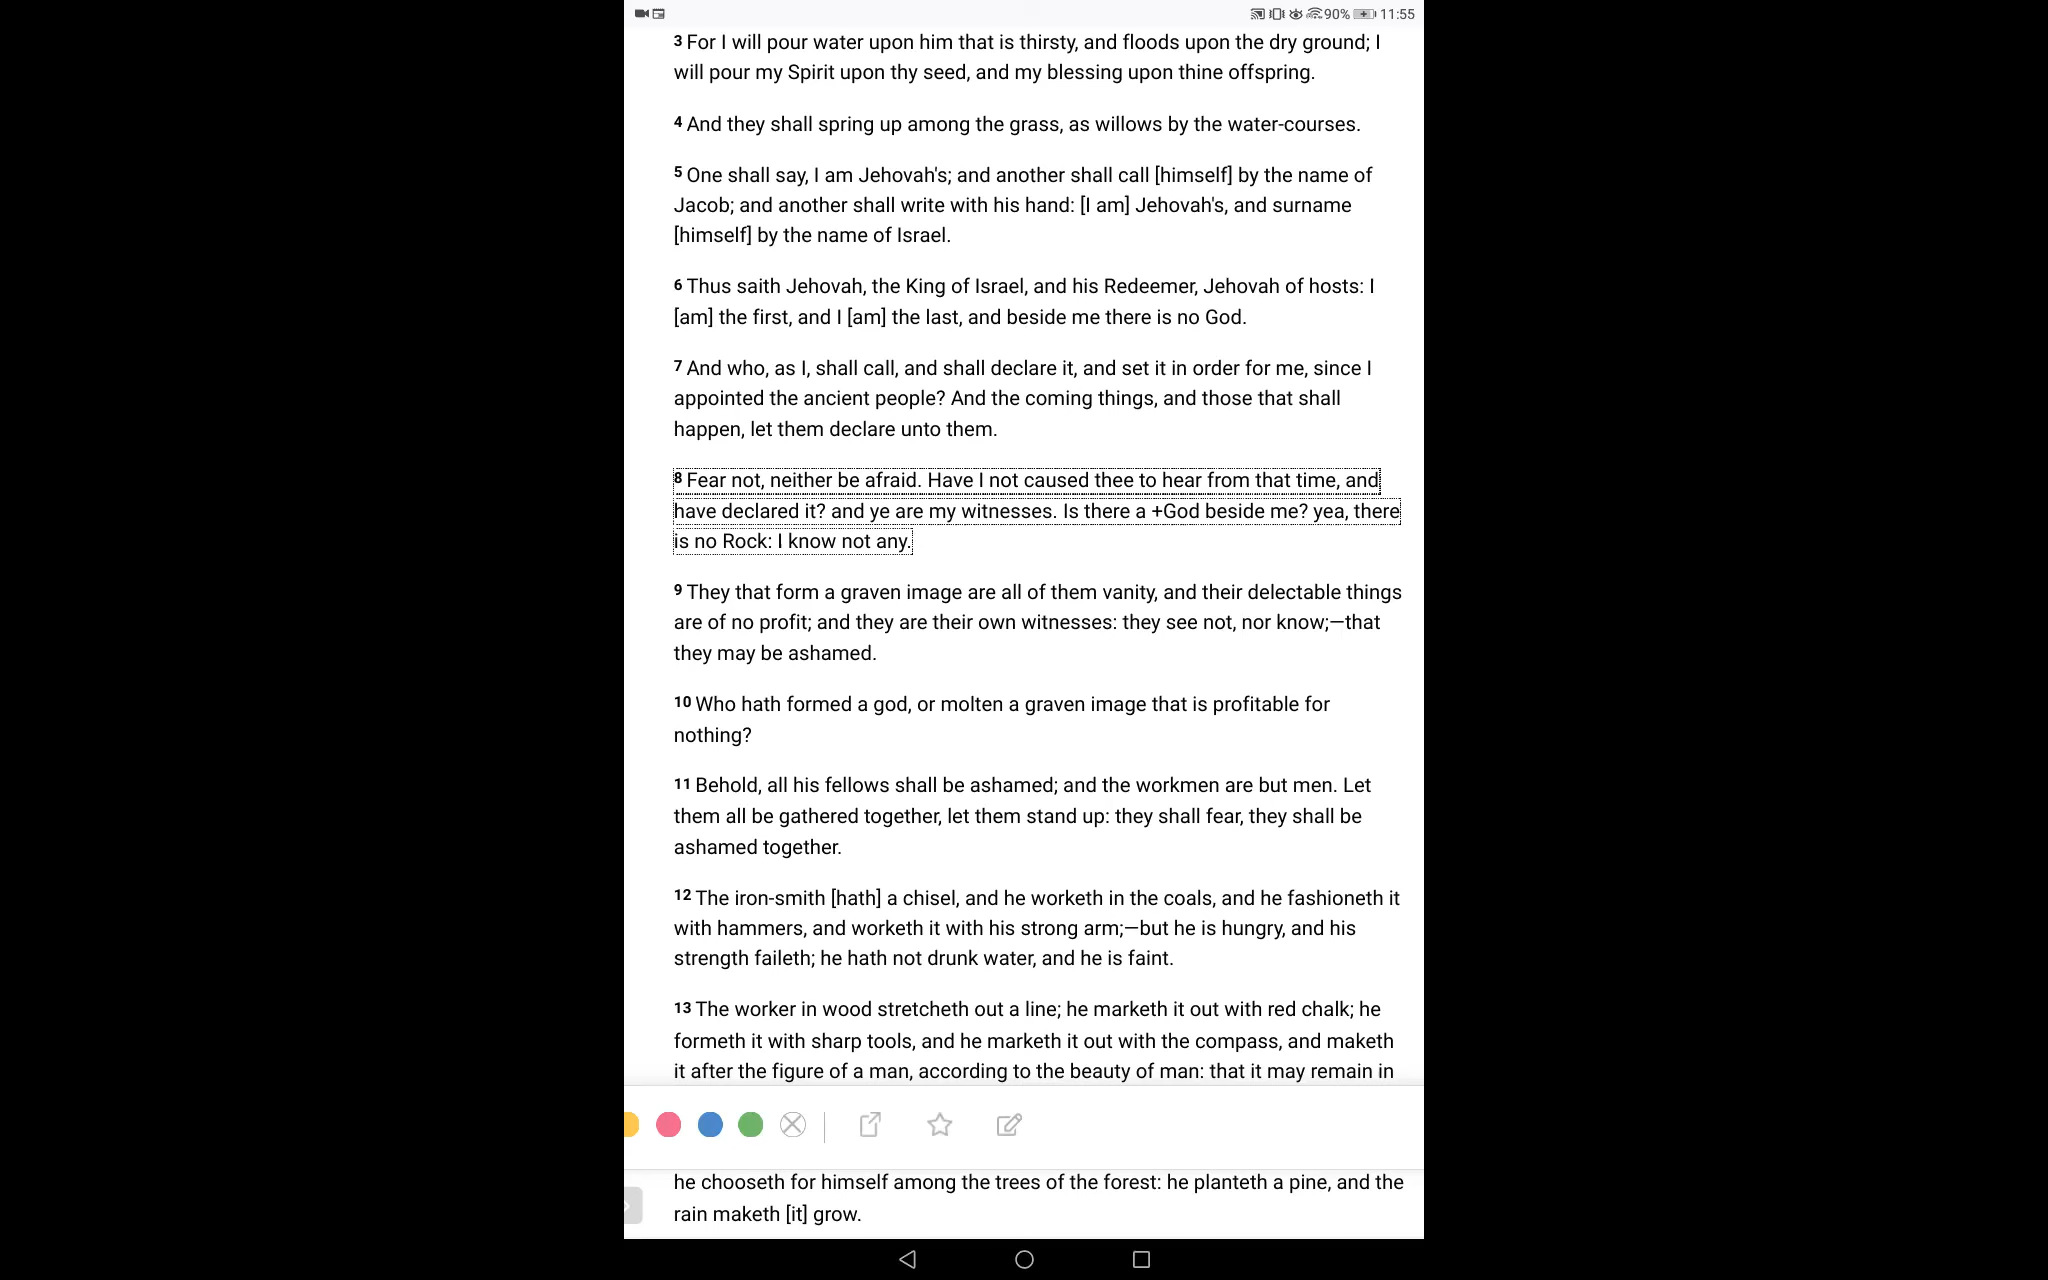 90% 11:55
3 For I will pour water upon him that is thirsty, and floods upon the dry ground; I
will pour my Spirit upon thy seed, and my blessing upon thine offspring.
4 And they shall spring up among the grass, as willows by the water-courses.
5 One shall say, I am Jehovah's; and another shall call [himself] by the name of
Jacob; and another shall write with his hand: [I am] Jehovah's, and surname
[himself] by the name of Israel.
6 Thus saith Jehovah, the King of Israel, and his Redeemer, Jehovah of hosts: I
[am] the first, and I [am] the last, and beside me there is no God.
7 And who, as I, shall call, and shall declare it, and set it in order for me, since I
appointed the ancient people? And the coming things, and those that shall
happen, let them declare unto them.
8 Fear not, neither be afraid. Have I not caused thee to hear from that time, and
have declared it? and ye are my witnesses. Is there a +God beside me? yea, there
is no Rock: I know not any.
9 They that form a graven image are all of them vanity, and their delectable things
are of no profit; and they are their own witnesses: they see not, nor know;—that
they may be ashamed.
10 Who hath formed a god, or molten a graven image that is profitable for
nothing?
11 Behold, all his fellows shall be ashamed; and the workmen are but men. Let
them all be gathered together, let them stand up: they shall fear, they shall be
ashamed together.
12 The iron-smith [hath] a chisel, and he worketh in the coals, and he fashioneth it
with hammers, and worketh it with his strong arm;—but he is hungry, and his
strength faileth; he hath not drunk water, and he is faint.
13 The worker in wood stretcheth out a line; he marketh it out with red chalk; he
formeth it with sharp tools, and he marketh it out with the compass, and maketh
it after the figure of a man, according to the beauty of man: that it may remain in
he chooseth for himself among the trees of the forest: he planteth a pine, and the
rain maketh [it] grow.